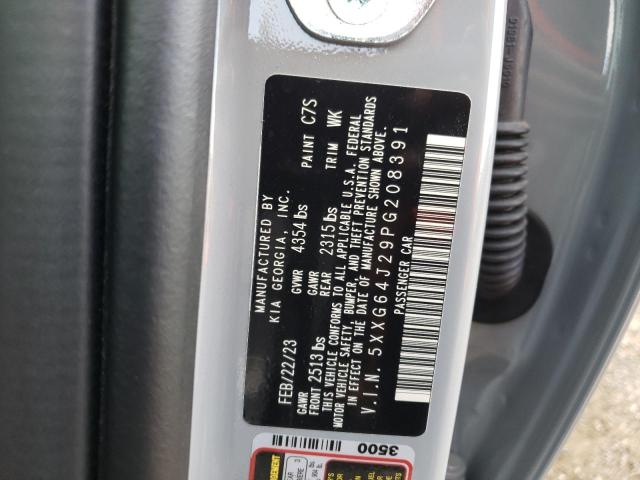 MANUFACTURED BY
KIA GEORGIA, INC.
FEB/22/23 GVWR 4354 lbs PAINT C7S
GAWR FRONT 2513 lbs GAWR REAR 2315 lbs TRIM WK
THIS VEHICLE CONFORMS TO ALL APPLICABLE U.S.A. FEDERAL
MOTOR VEHICLE SAFETY, BUMPER, AND THEFT PREVENTION STANDARDS
IN EFFECT ON THE DATE OF MANUFACTURE SHOWN ABOVE.
V.I.N. 5XXG64J29PG208391
PASSENGER CAR
3500